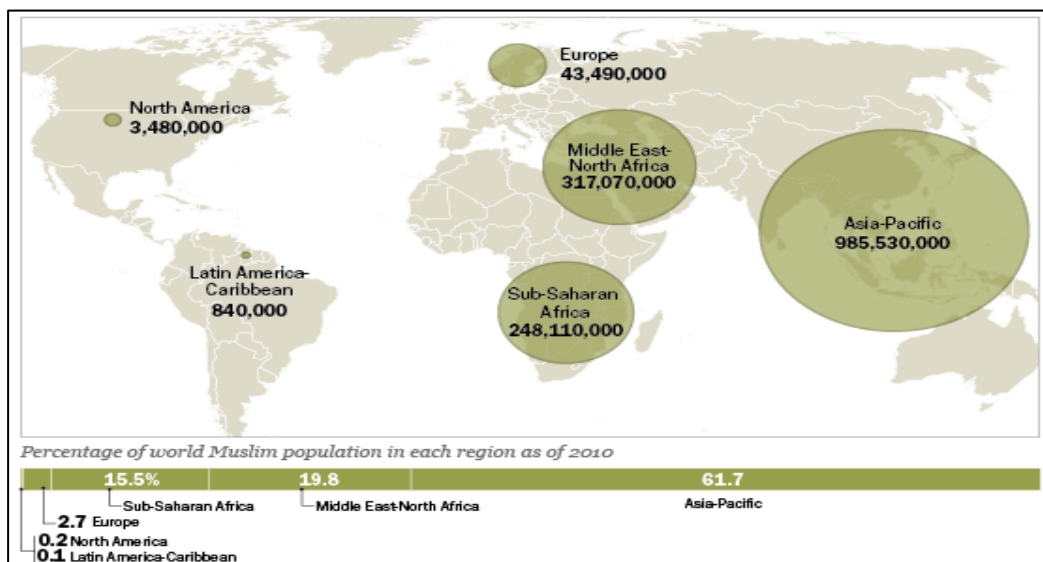 Europe
43,490,000
North America
3,480,000
Middle East-
North Africa
317,070,000
Asia-Pacific
985,530,000
Latin America-
Caribbean
840,000
Sub-Saharan
Africa
248,110,000
Percentage of world Muslim population in each region as of 2010
15.5% 19.8 61.7
Sub-Saharan Africa Middle East-North Africa Asia-Pacific
2.7 Europe
0.2 North America
0.1 Latin America-Caribbean